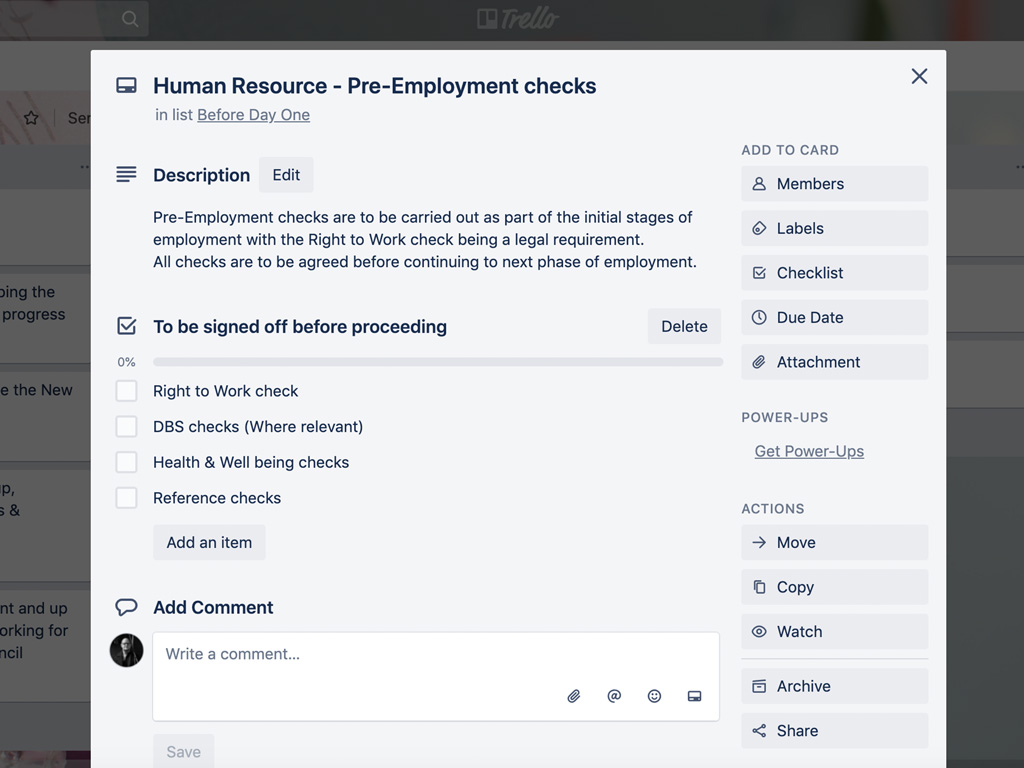 Trello
Human Resource - Pre-Employment checks
in list Before Day One
Description
Edit
Pre-Employment checks are to be carried out as part of the initial stages of
employment with the Right to Work check being a legal requirement.
All checks are to be agreed before continuing to next phase of employment.
To be signed off before proceeding
Delete
0%
Right to Work check
DBS checks (Where relevant)
Health & Well being checks
Reference checks
Add an item
Add Comment
Write a comment...
@
Save
ADD TO CARD
Members
Labels
Checklist
Due Date
Attachment
POWER-UPS
Get Power-Ups
ACTIONS
Move
Copy
Watch
Archive
Share
the
progress
the New
&
and up
for